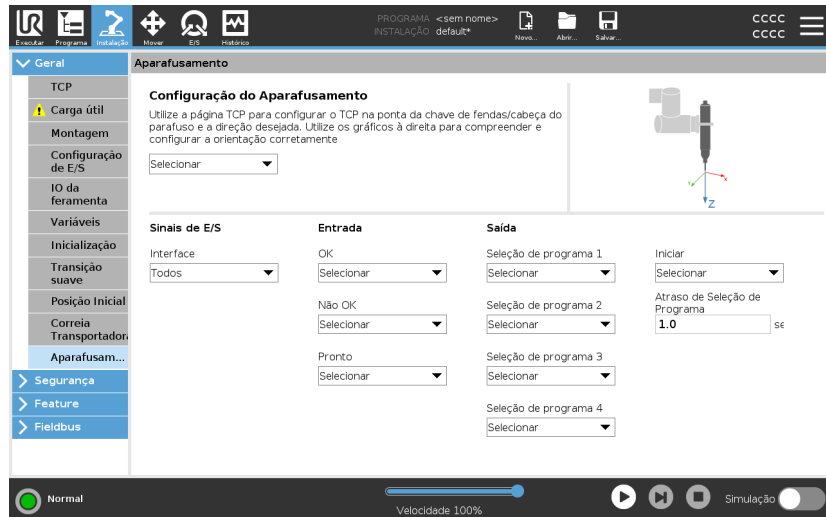 UR
Executar
Programa
Instalação
Mover
E/S
Histórico
PROGRAMA <sem nome>
INSTALAÇÃO default*
Novo...
Abrir...
Salvar...
cccc
cccc
Geral
TCP
Carga útil
Montagem
Configuração
de E/S
IO da
feramenta
Variáveis
Inicialização
Transição
suave
Posição Inicial
Correia
Transportadora
Aparafusam...
Segurança
Feature
Fieldbus
Aparafusamento
Configuração do Aparafusamento
Utilize a página TCP para configurar o TCP na ponta da chave de fendas/cabeça do
parafuso e a direção desejada. Utilize os gráficos à direita para compreender e
configurar a orientação corretamente
Selecionar
Y
X
Z
Sinais de E/S
Interface
Todos
Entrada
OK
Selecionar
Não OK
Selecionar
Pronto
Selecionar
Saída
Seleção de programa 1
Selecionar
Seleção de programa 2
Selecionar
Seleção de programa 3
Selecionar
Seleção de programa 4
Selecionar
Iniciar
Selecionar
Atraso de Seleção de
Programa
1.0 se
Normal
Velocidade 100%
Simulação